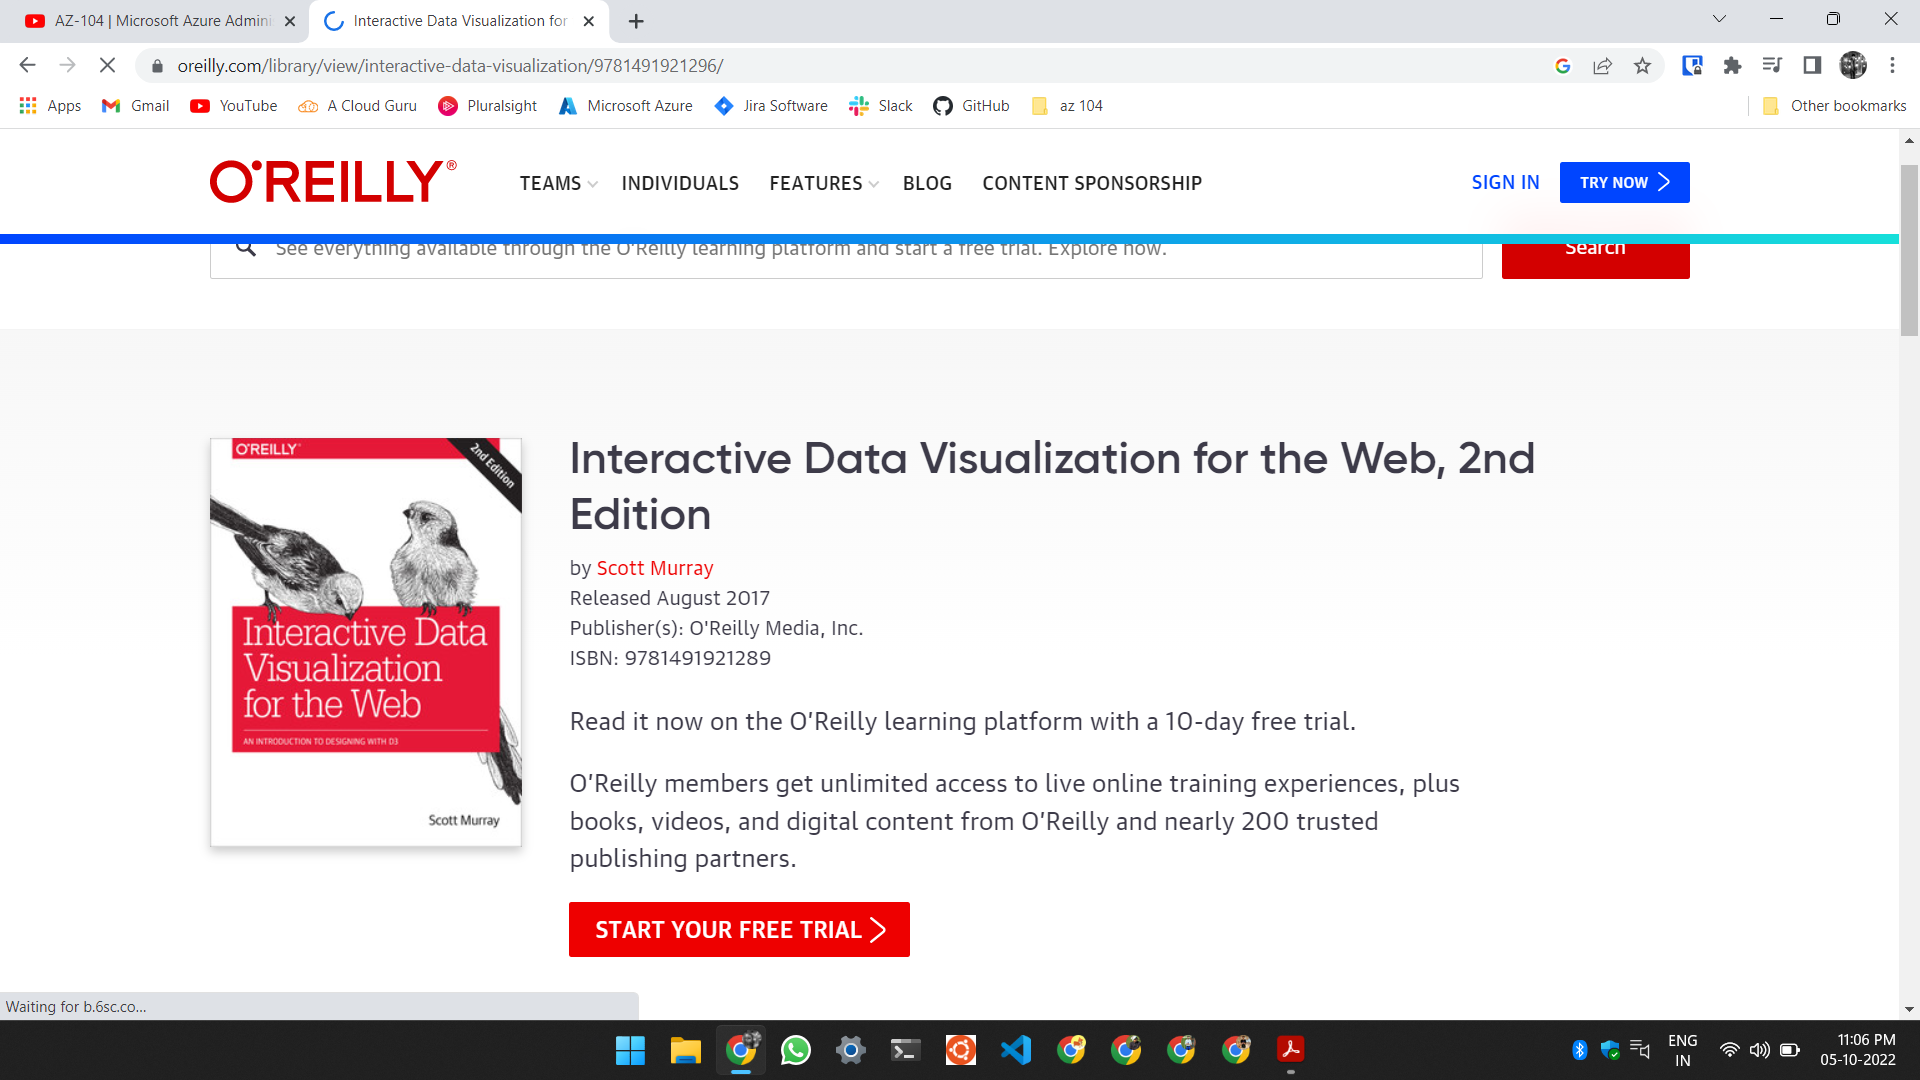 AZ-104 | Microsoft Azure Admini
Interactive Data Visualization for
oreilly.com/library/view/interactive-data-visualization/9781491921296/
Apps
Gmail
YouTube
A Cloud Guru
Pluralsight
Microsoft Azure
Jira Software
Slack
GitHub
az 104
Other bookmarks
O'REILLY®
TEAMS
INDIVIDUALS
FEATURES
BLOG
CONTENT SPONSORSHIP
SIGN IN
TRY NOW
See everything available through the O'Reilly learning platform and start a free trial. Explore now.
Search
O'REILLY™
2nd Edition
Interactive Data
Visualization
for the Web
AN INTRODUCTION TO DESIGNING WITH D3
Scott Murray
Interactive Data Visualization for the Web, 2nd
Edition
by Scott Murray
Released August 2017
Publisher(s): O'Reilly Media, Inc.
ISBN: 9781491921289
Read it now on the O’Reilly learning platform with a 10-day free trial.
O’Reilly members get unlimited access to live online training experiences, plus
books, videos, and digital content from O’Reilly and nearly 200 trusted
publishing partners.
START YOUR FREE TRIAL
Waiting for b.6sc.co...
ENG
IN
11:06 PM
05-10-2022